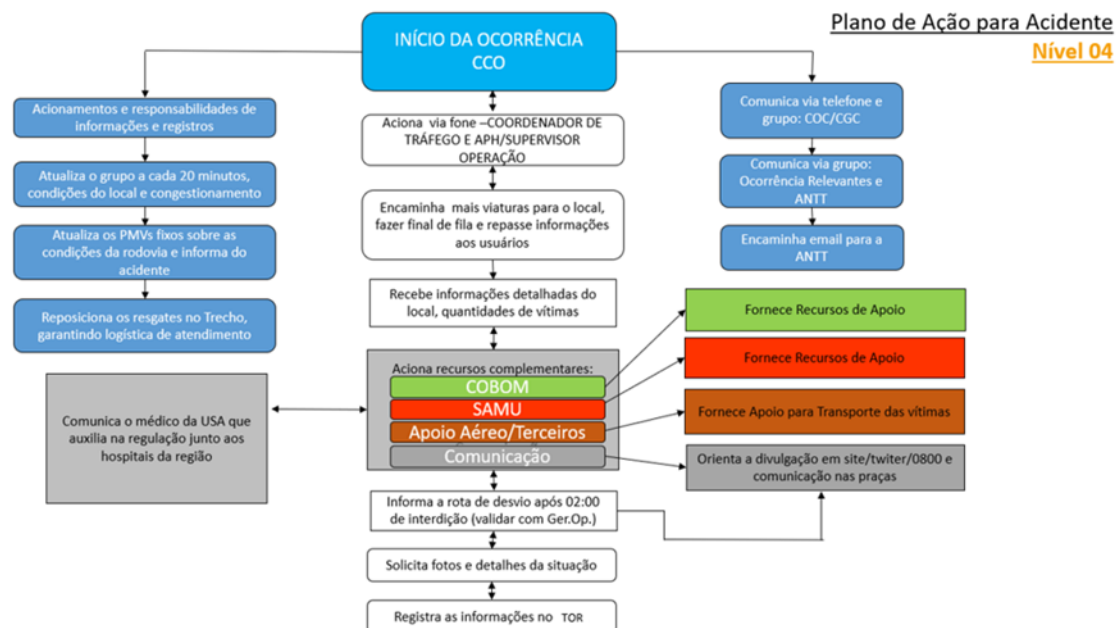 Plano de Ação para Acidente
Nível 04
INÍCIO DA OCORRÊNCIA
CCO
Acionamentos e responsabilidades de
informações e registros
Atualiza o grupo a cada 20 minutos,
condições do local e congestionamento
Atualiza os PMVs fixos sobre as
condições da rodovia e informa do
acidente
Reposiciona os resgates no Trecho,
garantindo logística de atendimento
Aciona via fone –COORDENADOR DE
TRÁFEGO E APH/SUPERVISOR
OPERAÇÃO
Encaminha mais viaturas para o local,
fazer final de fila e repasse informações
aos usuários
Recebe informações detalhadas do
local, quantidades de vítimas
Comunica via telefone e
grupo: COC/CGC
Comunica via grupo:
Ocorrência Relevantes e
ANTT
Encaminha email para a
ANTT
Comunica o médico da USA que
auxilia na regulação junto aos
hospitais da região
Aciona recursos complementares:
COBOM
SAMU
Apoio Aéreo/Terceiros
Comunicação
Fornece Recursos de Apoio
Fornece Recursos de Apoio
Fornece Apoio para Transporte das vítimas
Orienta a divulgação em site/twiter/0800 e
comunicação nas praças
Informa a rota de desvio após 02:00
de interdição (validar com Ger.Op.)
Solicita fotos e detalhes da situação
Registra as informações no TOR